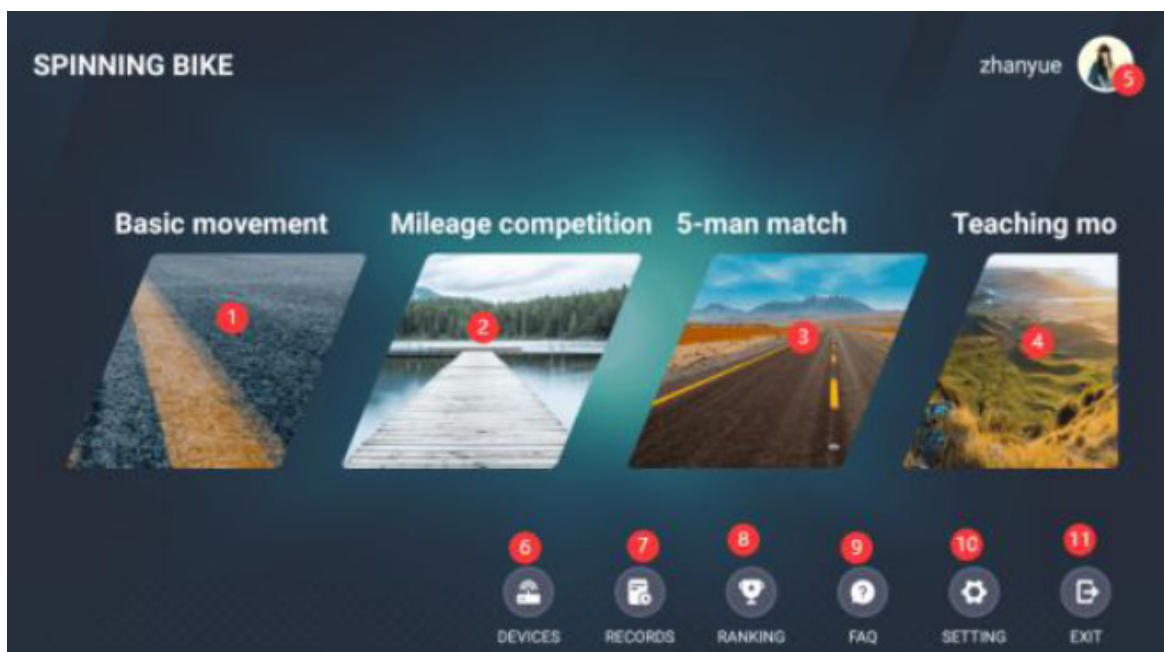 SPINNING BIKE
zhanyue
5
Basic movement
Mileage competition
5-man match
Teaching mo
1
2
3
4
6
7
8
9
10
11
DEVICES
RECORDS
RANKING
FAQ
SETTING
EXIT